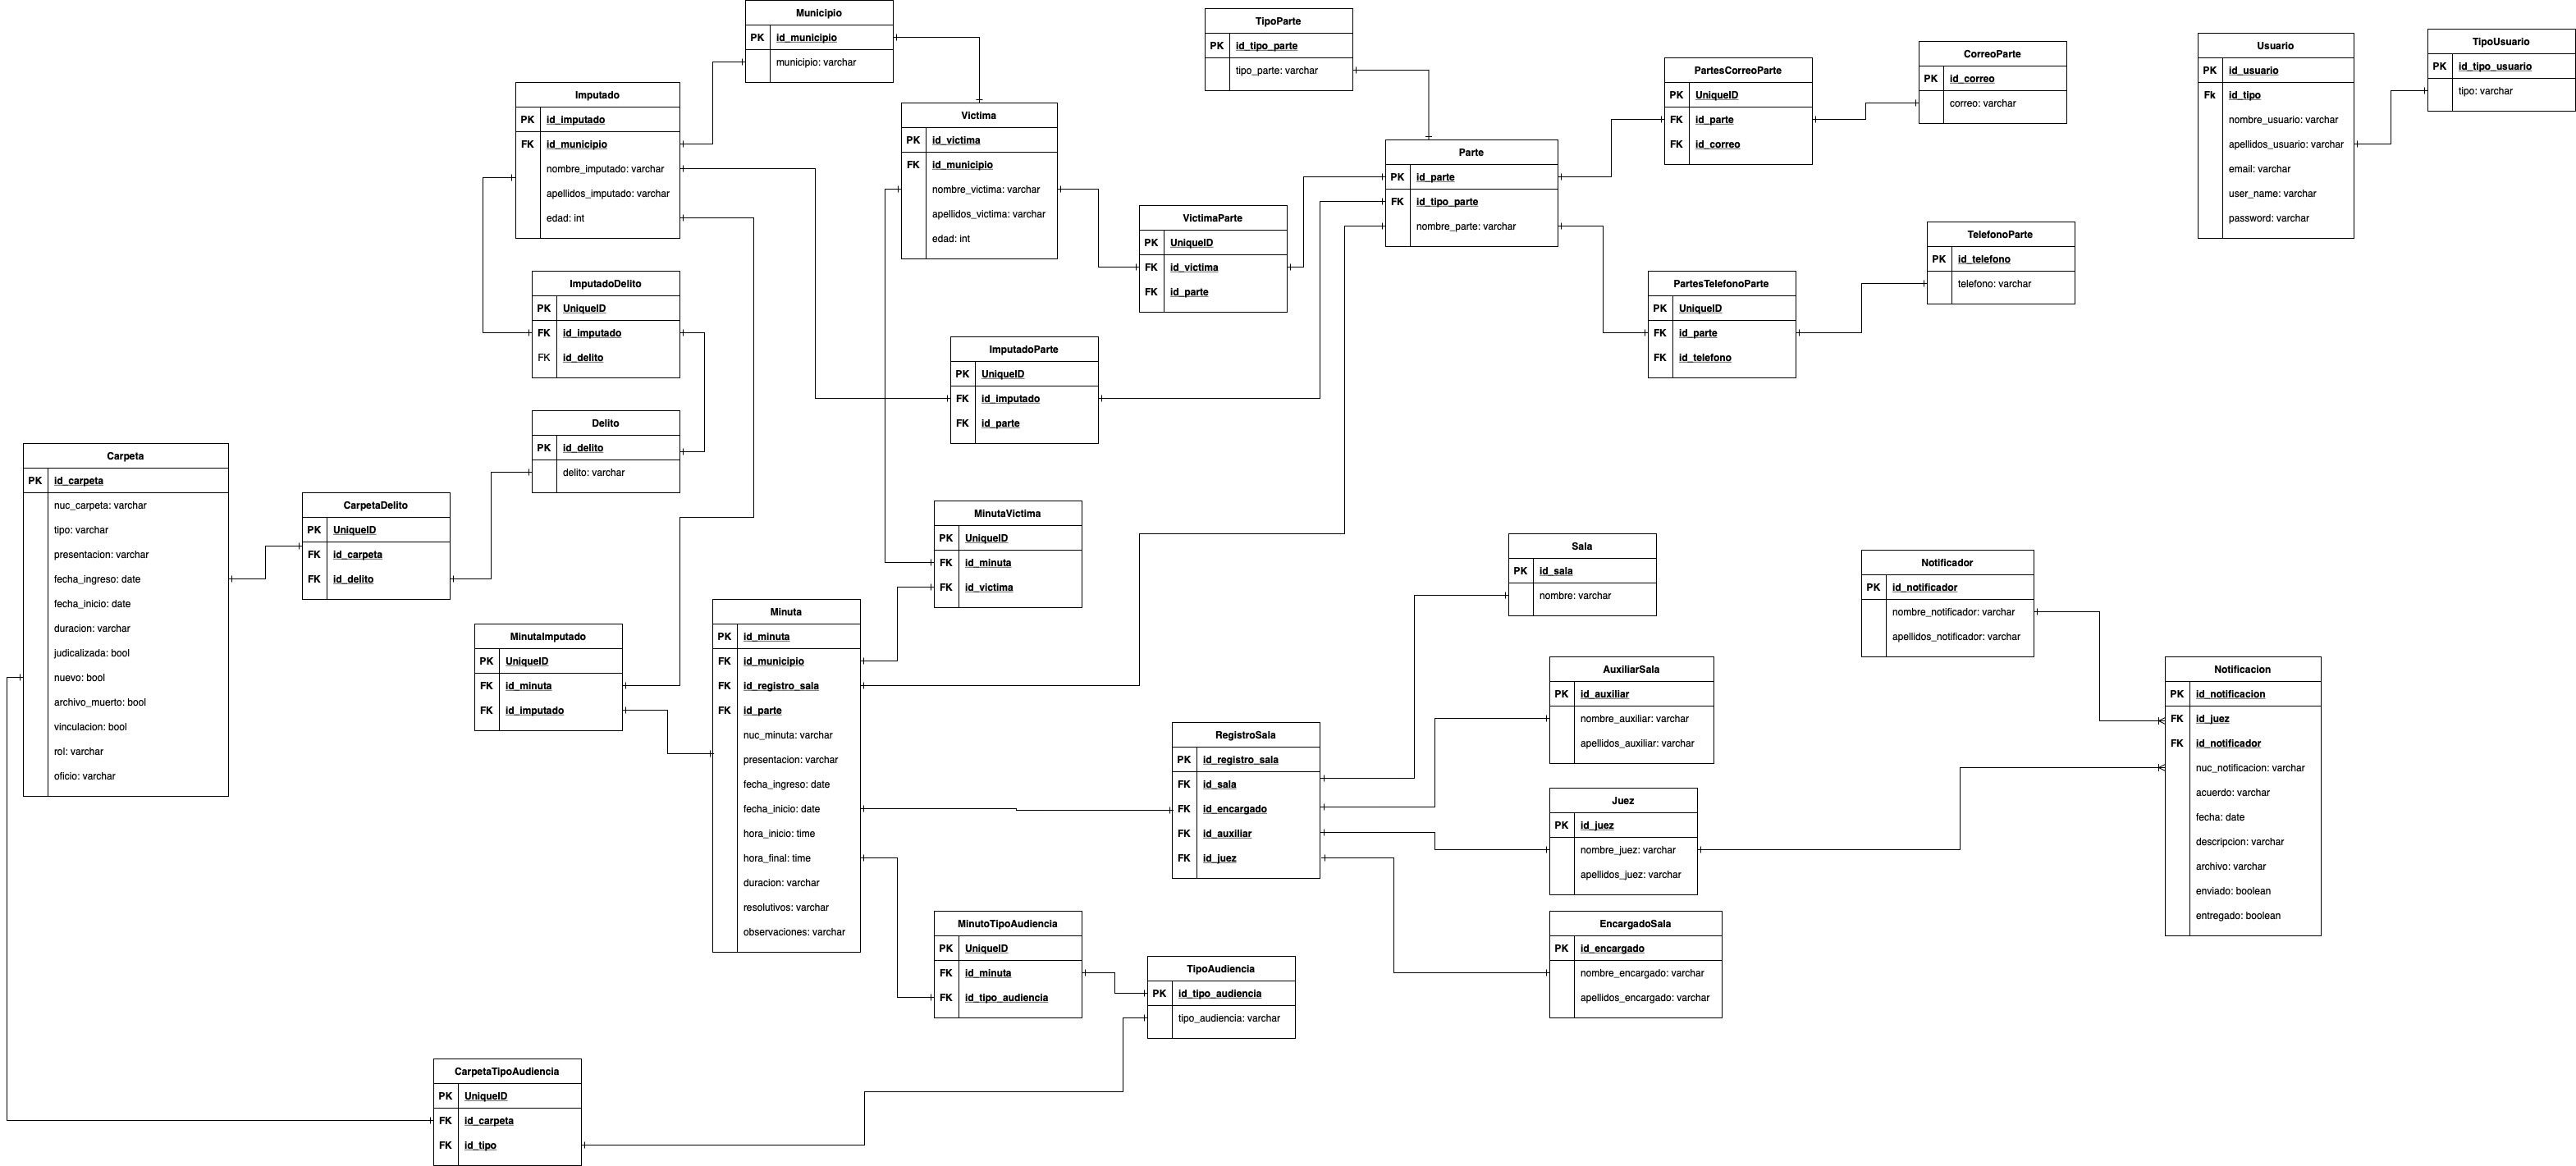 Municipio
PK id_municipio
municipio: varchar
TipoParte
PK id_tipo_parte
tipo_parte: varchar
Usuario
PK id_usuario
Fk id_tipo
nombre_usuario: varchar
apellidos_usuario: varchar
email: varchar
user_name: varchar
password: varchar
TipoUsuario
PK id_tipo_usuario
tipo: varchar
CorreoParte
PK id_correo
correo: varchar
PartesCorreoParte
PK UniqueID
FK id_parte
FK id_correo
Imputado
PK id_imputado
FK id_municipio
nombre_imputado: varchar
apellidos_imputado: varchar
edad: int
Victima
PK id_victima
FK id_municipio
nombre_victima: varchar
apellidos_victima: varchar
edad: int
Parte
PK id_parte
FK id_tipo_parte
nombre_parte: varchar
VictimaParte
PK UniqueID
FK id_victima
FK id_parte
TelefonoParte
PK id_telefono
telefono: varchar
PartesTelefonoParte
PK UniqueID
FK id_parte
FK id_telefono
ImputadoDelito
PK UniqueID
FK id_imputado
FK id_delito
ImputadoParte
PK UniqueID
FK id_imputado
FK id_parte
Delito
PK id_delito
delito: varchar
Carpeta
PK id_carpeta
nuc_carpeta: varchar
tipo: varchar
presentacion: varchar
fecha_ingreso: date
fecha_inicio: date
duracion: varchar
judicalizada: bool
nuevo: bool
archivo_muerto: bool
vinculacion: bool
rol: varchar
oficio: varchar
CarpetaDelito
PK UniqueID
FK id_carpeta
FK id_delito
MinutaVictima
PK UniqueID
FK id_minuta
FK id_victima
Sala
PK id_sala
nombre: varchar
Notificador
PK id_notificador
nombre_notificador: varchar
apellidos_notificador: varchar
Minuta
PK id_minuta
FK id_municipio
FK id_registro_sala
FK id_parte
nuc_minuta: varchar
presentacion: varchar
fecha_ingreso: date
fecha_inicio: date
hora_inicio: time
hora_final: time
duracion: varchar
resolutivos: varchar
observaciones: varchar
MinutaImputado
PK UniqueID
FK id_minuta
FK id_imputado
AuxiliarSala
PK id_auxiliar
nombre_auxiliar: varchar
apellidos_auxiliar: varchar
Notificacion
PK id_notificacion
FK id_juez
FK id_notificador
nuc_notificacion: varchar
acuerdo: varchar
fecha: date
descripcion: varchar
archivo: varchar
enviado: boolean
entregado: boolean
RegistroSala
PK id_registro_sala
FK id_sala
FK id_encargado
FK id_auxiliar
FK id_juez
Juez
PK id_juez
nombre_juez: varchar
apellidos_juez: varchar
MinutoTipoAudiencia
PK UniqueID
FK id_minuta
FK id_tipo_audiencia
EncargadoSala
PK id_encargado
nombre_encargado: varchar
apellidos_encargado: varchar
TipoAudiencia
PK id_tipo_audiencia
tipo_audiencia: varchar
CarpetaTipoAudiencia
PK UniqueID
FK id_carpeta
FK id_tipo